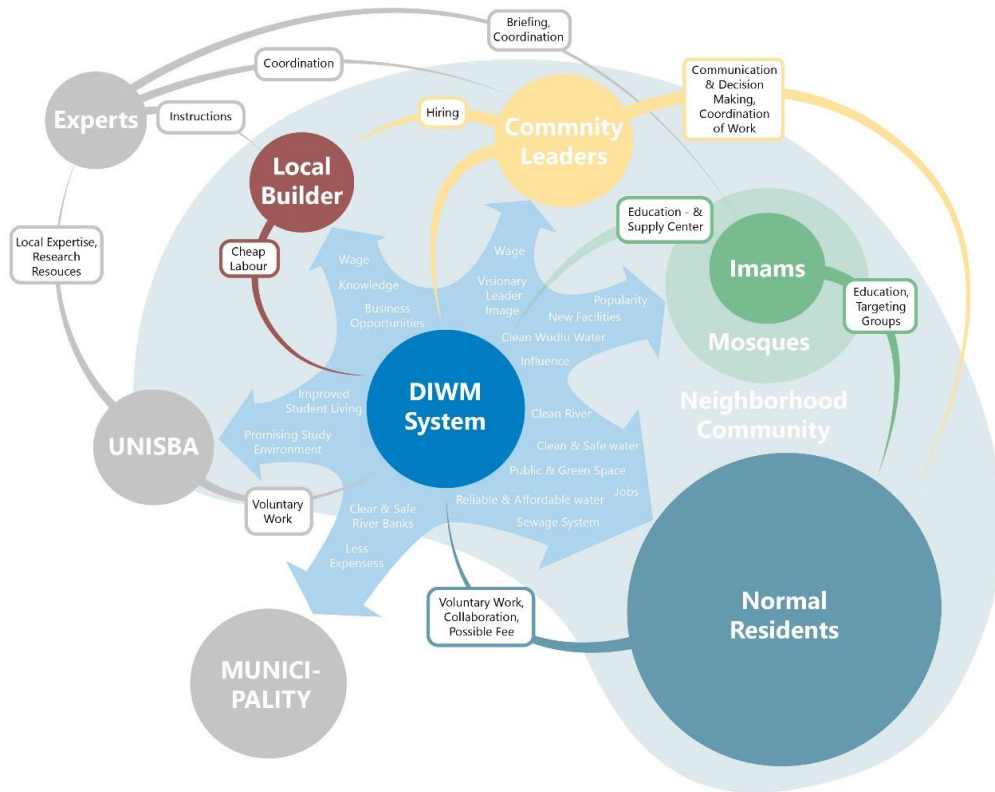 Briefing,
Coordination
Coordination
Experts
Instructions
Hiring
Commnity
Leaders
Communication
& Decision
Making,
Coordination
of Work
Local
Builder
Education - &
Supply Center
Local Expertise,
Research
Resouces
Cheap
Labour
Wage
Knowledge
Business
Opportunities
Wage
Visionary
Leader
Image
Popularity
New Facilities
Clean Wudlu Water
Influence
Imams
Mosques
Education,
Targeting
Groups
DIWM
System
Neighborhood
Community
Improved
Student Living
Promising Study
Environment
UNISBA
Voluntary
Work
Clean River
Clean & Safe water
Public & Green Space
Jobs
Reliable & Affordable water
Sewage System
Clear & Safe
River Banks
Less
Expensess
Voluntary Work,
Collaboration,
Possible Fee
Normal
Residents
MUNICI-
PALITY